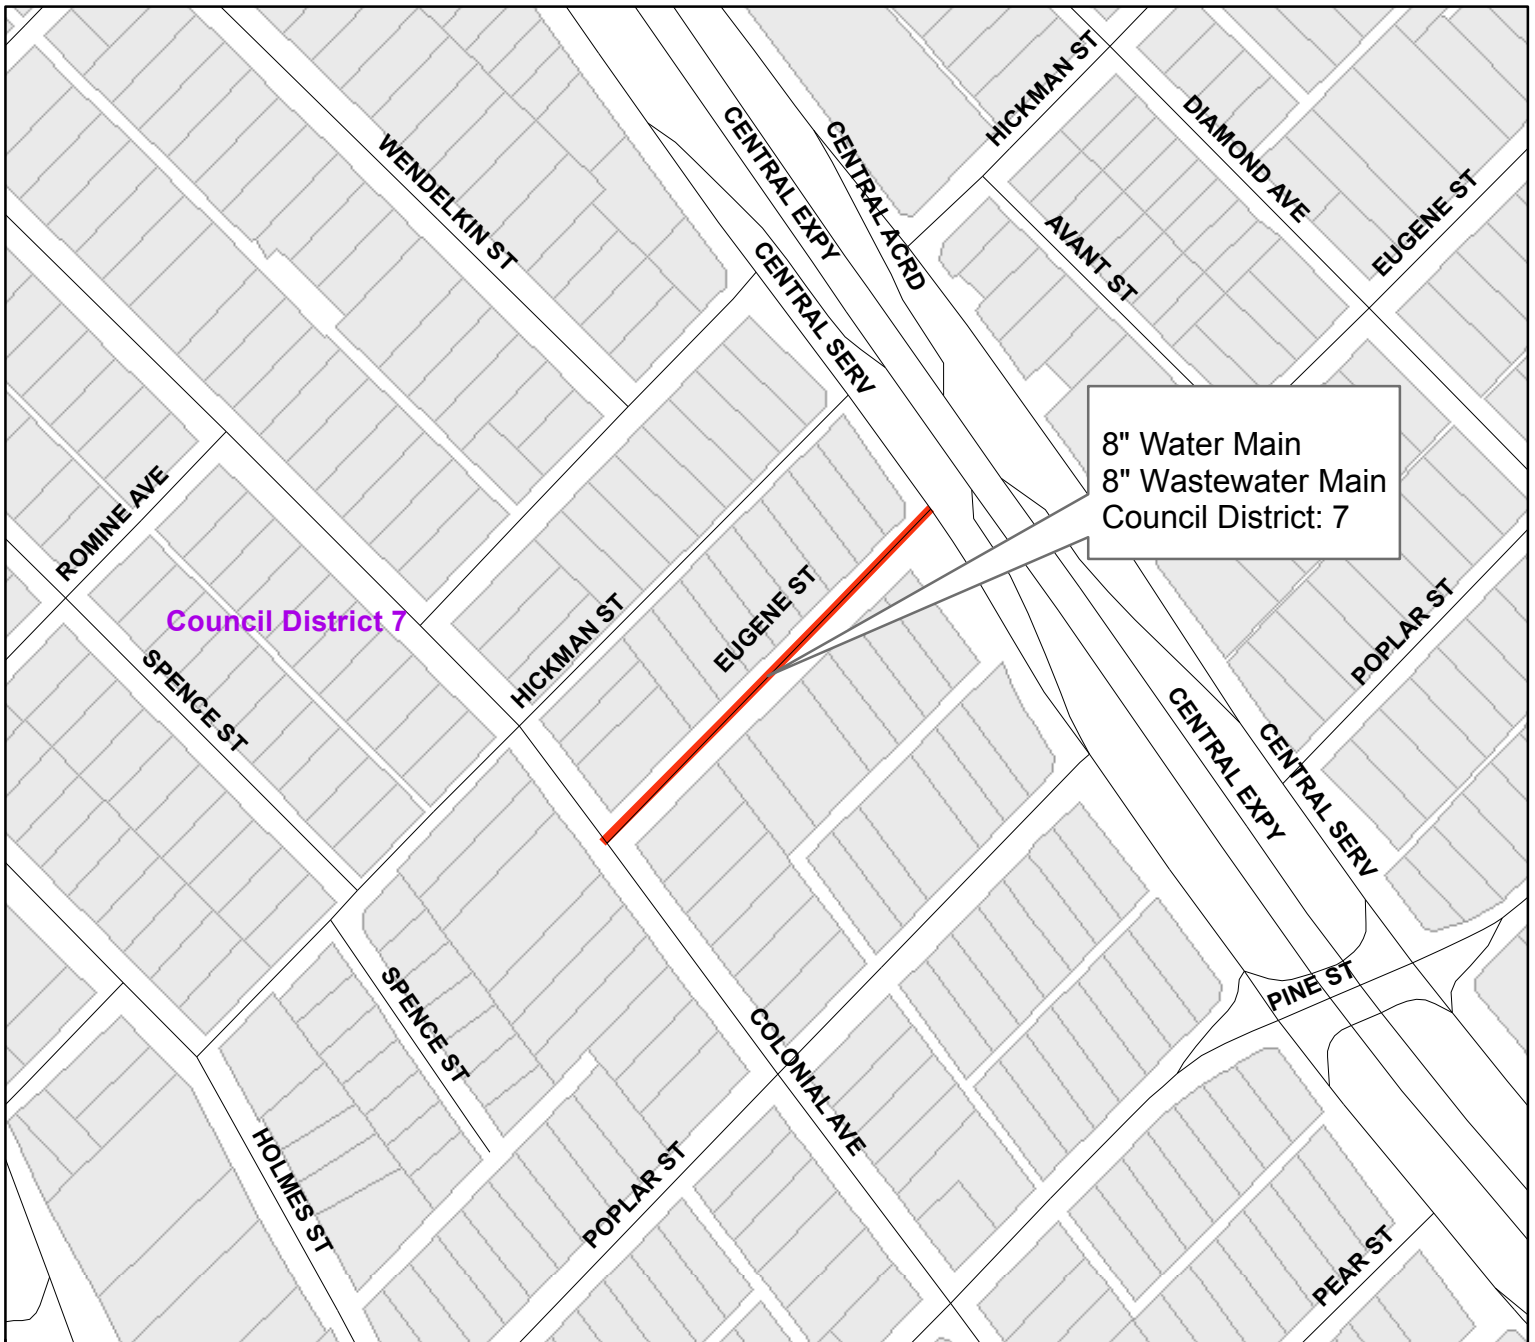 HICKMAN ST
DIAMOND AVE
WENDELKIN ST
CENTRAL EXPY
CENTRAL ACRD
EUGENE ST
AVANT ST
CENTRAL SERV
8" Water Main
8" Wastewater Main
Council District: 7
ROMINE AVE
EUGENE ST
Council District 7
HICKMAN ST
POPLAR ST
SPENCE ST
CENTRAL EXPY
CENTRAL SERV
SPENCE ST
PINE ST
COLONIAL AVE
HOLMES ST
POPLAR ST
PEAR ST